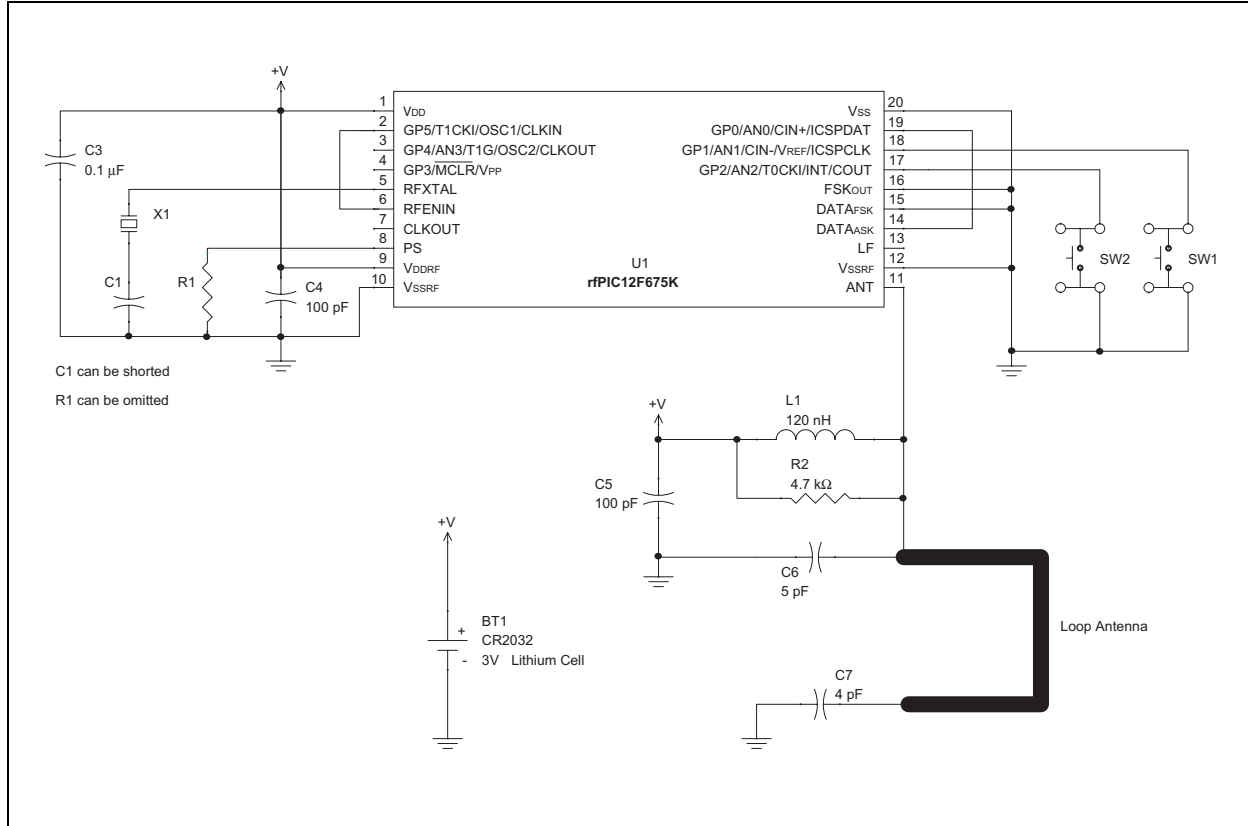 +V
C3
0.1 µF
X1
C1
R1
C4
100 pF
C1 can be shorted
R1 can be omitted
1 VDD
2 GP5/T1CKI/OSC1/CLKIN
3 GP4/AN3/T1G/OSC2/CLKOUT
4 GP3/MCLR/VPP
5 RFXTAL
6 RFENIN
7 CLKOUT
8 PS
9 VDDRF
10 VSSRF
U1
rfPIC12F675K
VSS 20
GP0/AN0/CIN+/ICSPDAT 19
GP1/AN1/CIN-/VREF/ICSPCLK 18
GP2/AN2/T0CKI/INT/COUT 17
FSKOUT 16
DATAFSK 15
DATAASK 14
LF 13
VSSRF 12
ANT 11
SW2
SW1
+V
L1
120 nH
R2
4.7 kΩ
C5
100 pF
C6
5 pF
Loop Antenna
C7
4 pF
+V
BT1
+ CR2032
- 3V Lithium Cell